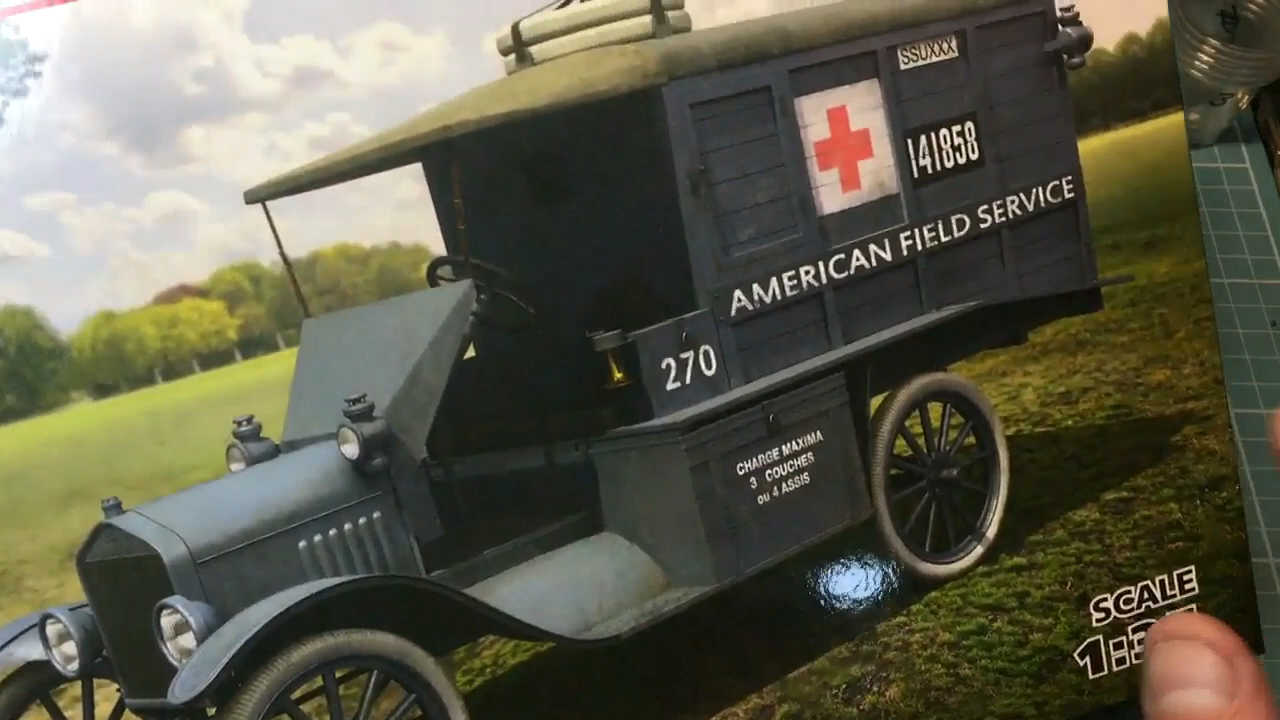 SSUXXX
141858
AMERICAN FIELD SERVICE
270
CHARGE MAXIMA
3 COUCHES
ou 4 ASSIS
SCALE